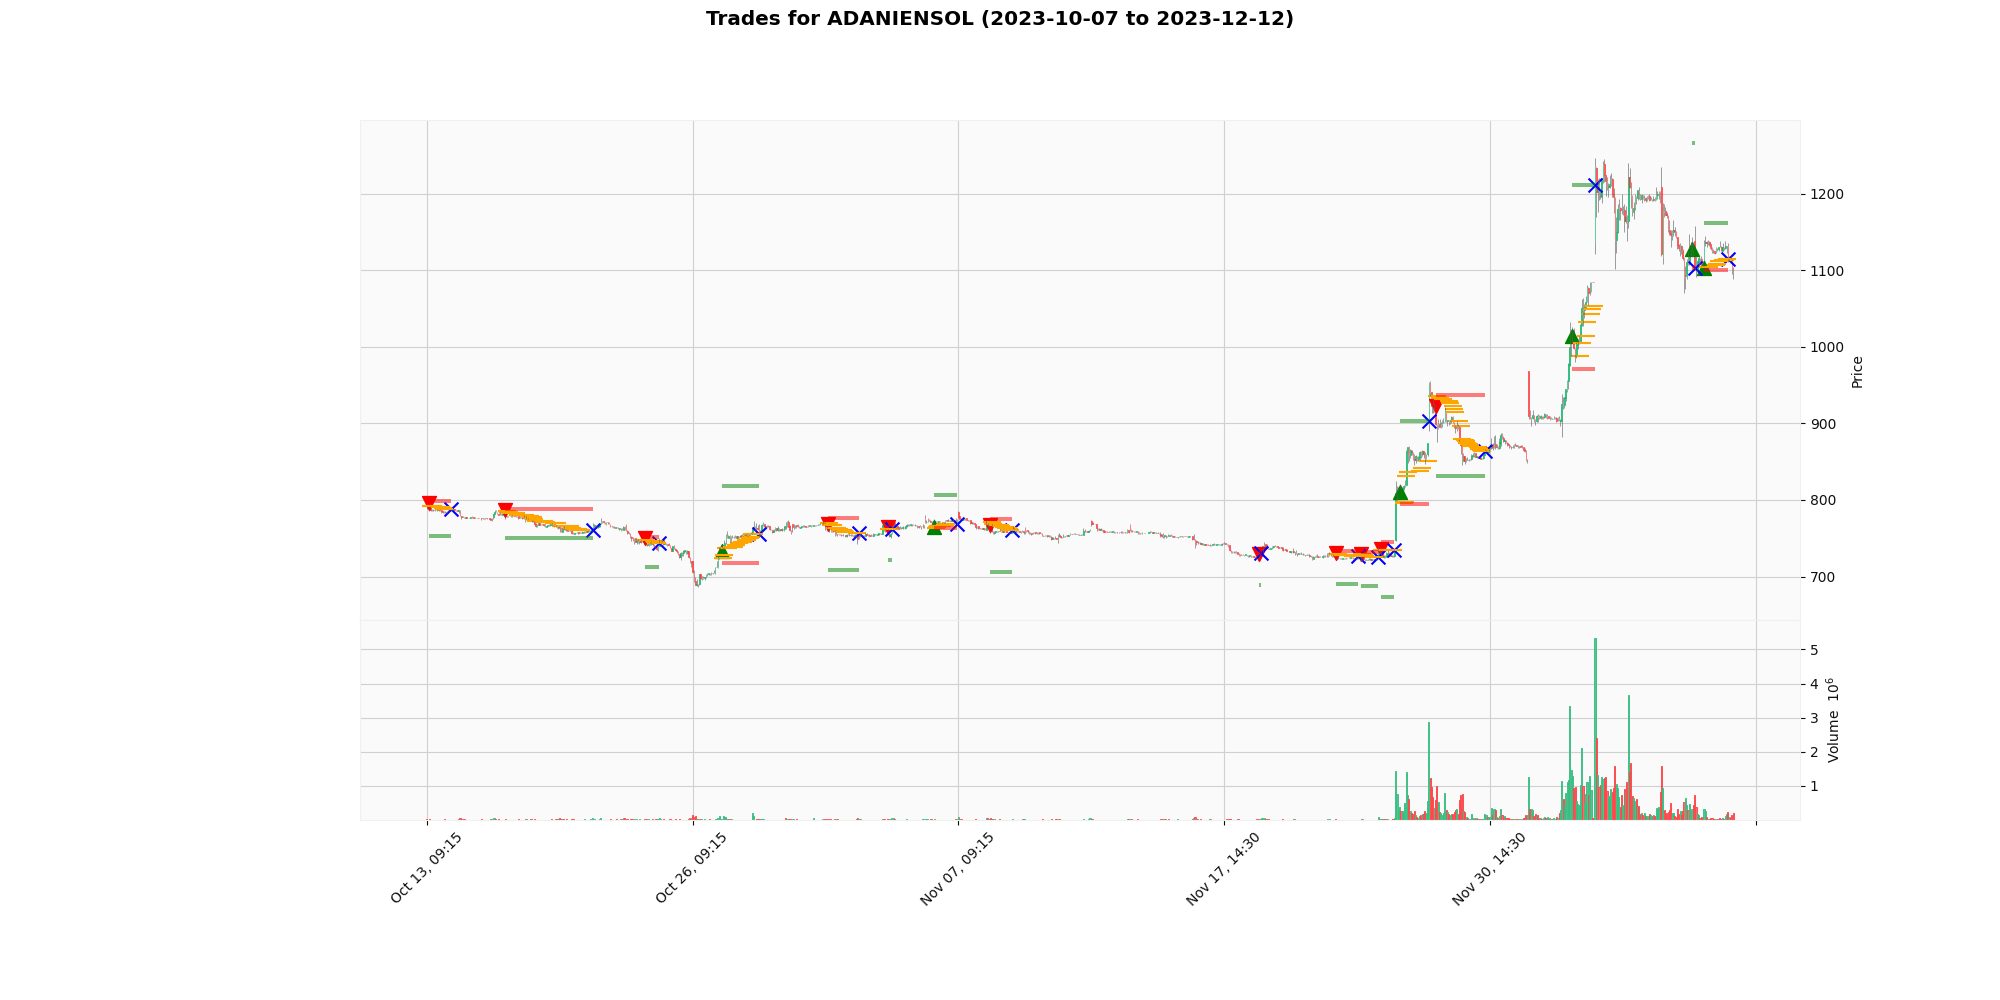 Trades for ADANIENSOL (2023-10-07 to 2023-12-12)
1200
1100
1000
900
800
700
Price
5
4
3
2
1
Volume 10⁶
Oct 13, 09:15
Oct 26, 09:15
Nov 07, 09:15
Nov 17, 14:30
Nov 30, 14:30